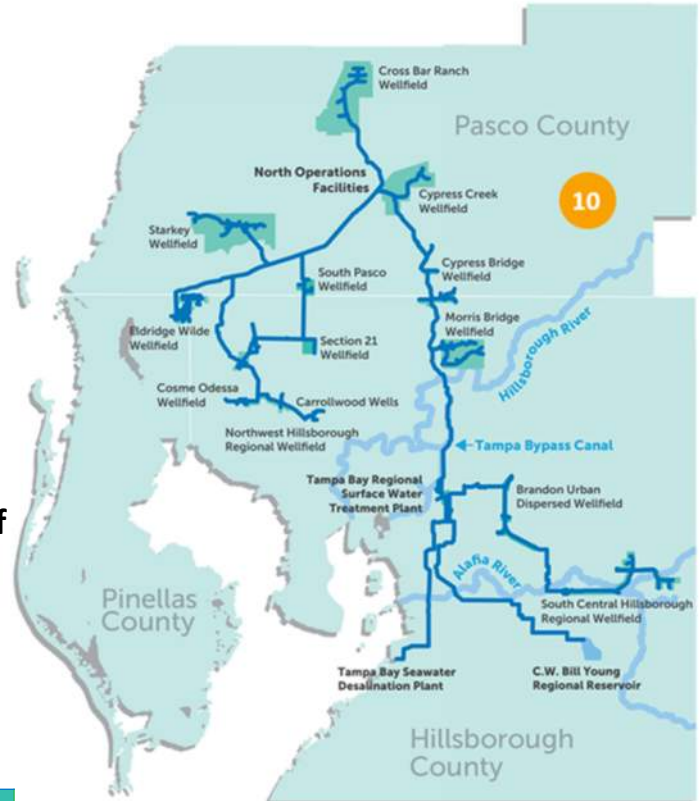 Cross Bar Ranch
Wellfield
Pasco County
North Operations
Facilities
Cypress Creek
Wellfield
10
Starkey
Wellfield
Cypress Bridge
Wellfield
South Pasco
Wellfield
Morris Bridge
Wellfield
Eldridge Wilde
Wellfield
Section 21
Wellfield
Hillsborough River
Cosme Odessa
Wellfield
Carrollwood Wells
Northwest Hillsborough
Regional Wellfield
Tampa Bypass Canal
Tampa Bay Regional
Surface Water
Treatment Plant
Brandon Urban
Dispersed Wellfield
f
Alafia River
Pinellas
County
South Central Hillsborough
Regional Wellfield
Tampa Bay Seawater
Desalination Plant
C.W. Bill Young
Regional Reservoir
Hillsborough
County